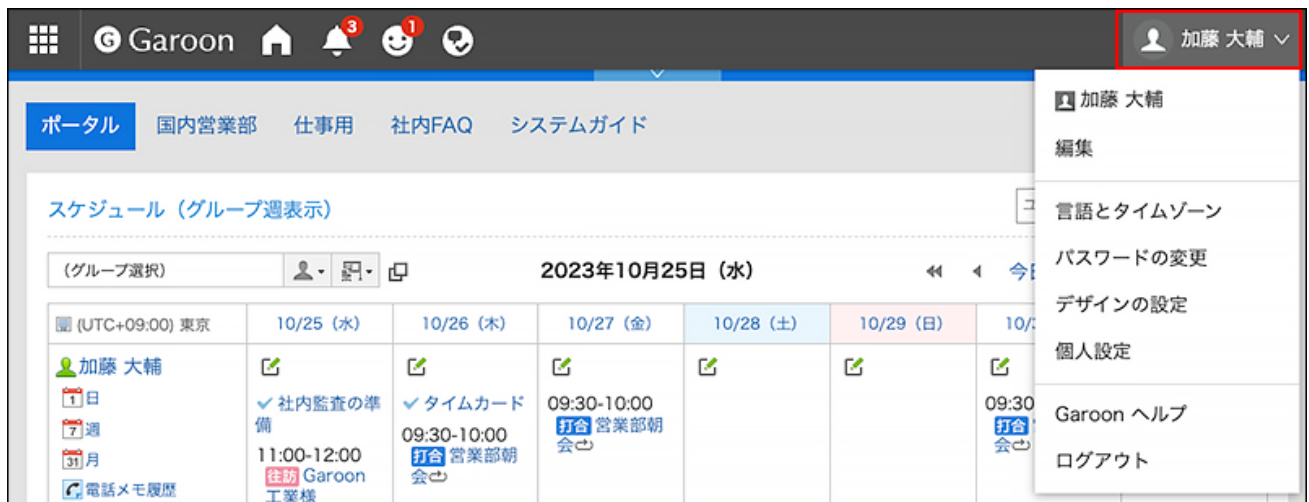 Garoon 3 1 加藤 大輔
加藤 大輔
編集
言語とタイムゾーン
パスワードの変更
デザインの設定
個人設定
Garoon ヘルプ
ログアウト
ポータル 国内営業部 仕事用 社内FAQ システムガイド
スケジュール（グループ週表示）
(グループ選択) 2023年10月25日（水）
(UTC+09:00) 東京 10/25（水） 10/26（木） 10/27（金） 10/28（土） 10/29（日）
加藤 大輔
1 日
7 週
31 月
電話メモ履歴
社内監査の準
備
11:00-12:00
往訪 Garoon
工業様
タイムカード
09:30-10:00
打合 営業部朝
会
09:30-10:00
打合 営業部朝
会
09:30
打合
会